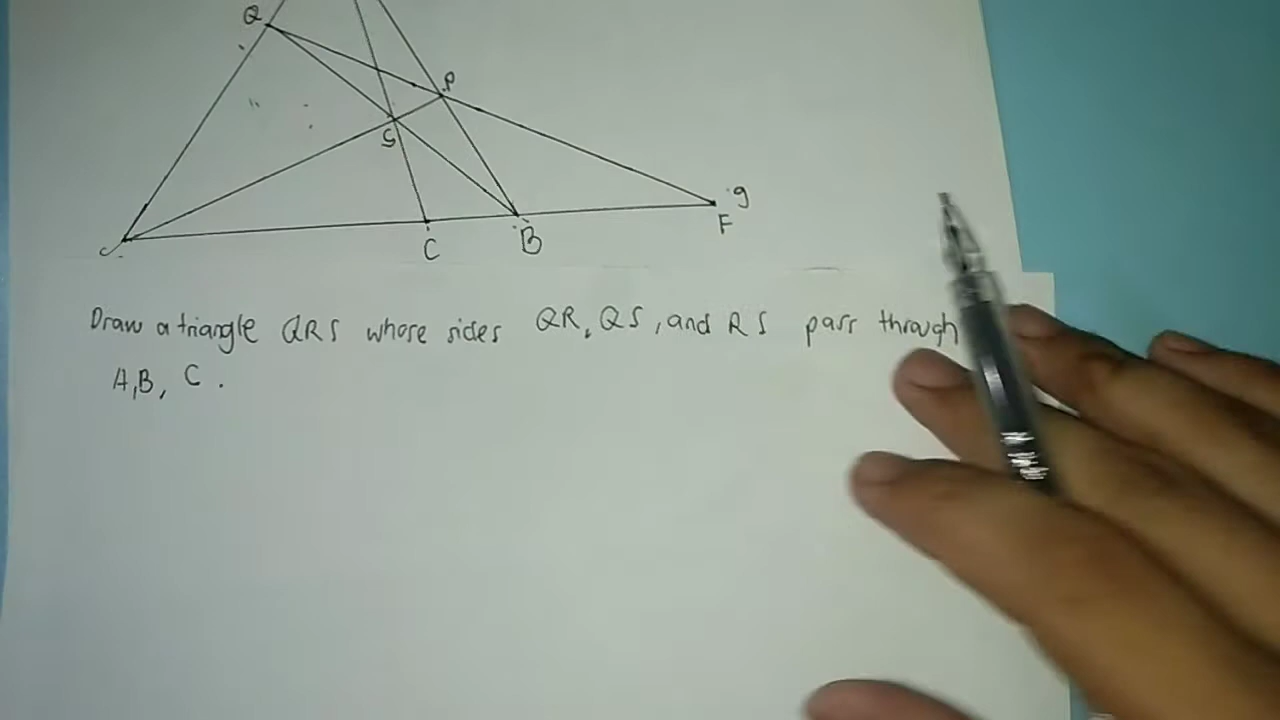 Q
P
S
g
F
C
B
Draw a triangle QRS whose sides QR, QS, and RS pass through
A,B, C.